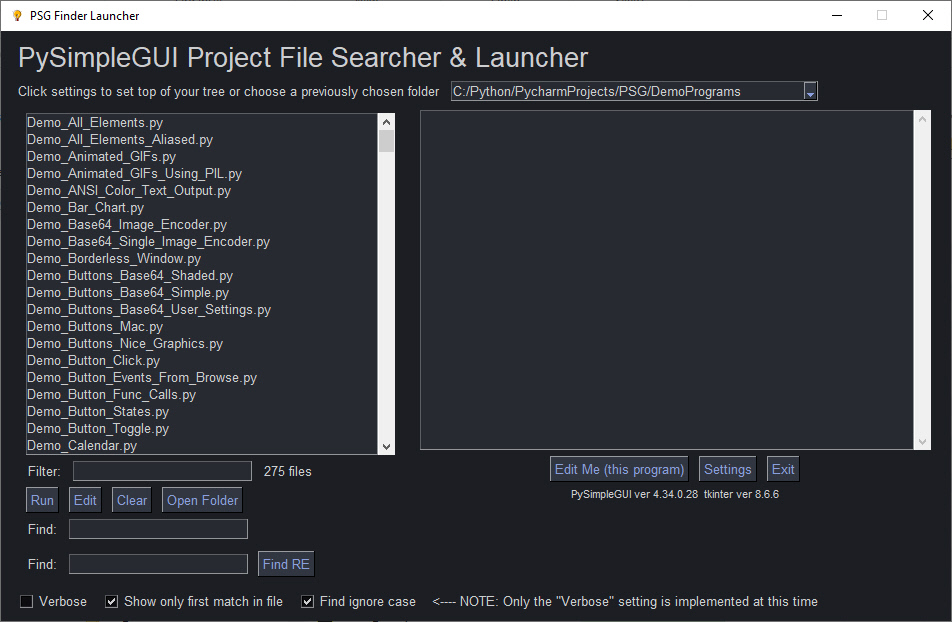 PSG Finder Launcher
PySimpleGUI Project File Searcher & Launcher
Click settings to set top of your tree or choose a previously chosen folder C:/Python/PycharmProjects/PSG/DemoPrograms
Demo_All_Elements.py
Demo_All_Elements_Aliased.py
Demo_Animated_GIFs.py
Demo_Animated_GIFs_Using_PIL.py
Demo_ANSI_Color_Text_Output.py
Demo_Bar_Chart.py
Demo_Base64_Image_Encoder.py
Demo_Base64_Single_Image_Encoder.py
Demo_Borderless_Window.py
Demo_Buttons_Base64_Shaded.py
Demo_Buttons_Base64_Simple.py
Demo_Buttons_Base64_User_Settings.py
Demo_Buttons_Mac.py
Demo_Buttons_Nice_Graphics.py
Demo_Button_Click.py
Demo_Button_Events_From_Browse.py
Demo_Button_Func_Calls.py
Demo_Button_States.py
Demo_Button_Toggle.py
Demo_Calendar.py
Filter: 275 files
Run Edit Clear Open Folder
Find:
Find: Find RE
Edit Me (this program) Settings Exit
PySimpleGUI ver 4.34.0.28 tkinter ver 8.6.6
Verbose Show only first match in file Find ignore case <---- NOTE: Only the "Verbose" setting is implemented at this time